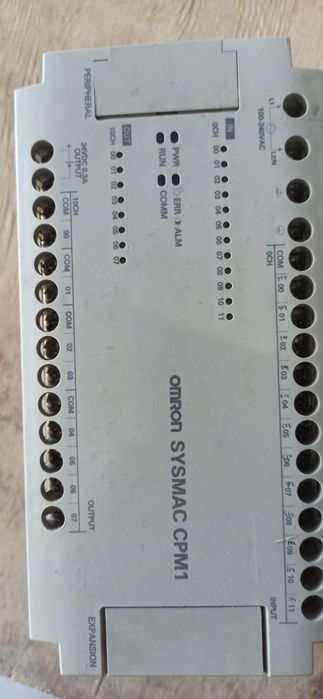 L1
L2/N
100-240VAC
COM
00
01
02
03
04
05
06
07
08
09
10
11
0CH
INPUT
IN
0CH
00
01
02
03
04
05
06
07
08
09
10
11
PERIPHERAL
PWR
RUN
ERR
ALM
COMM
OUT
10CH
00
01
02
03
04
05
06
07
OMRON SYSMAC CPM1
EXPANSION
24VDC 0.3A
OUTPUT
10CH
COM
00
COM
01
COM
02
03
COM
04
05
06
07
OUTPUT